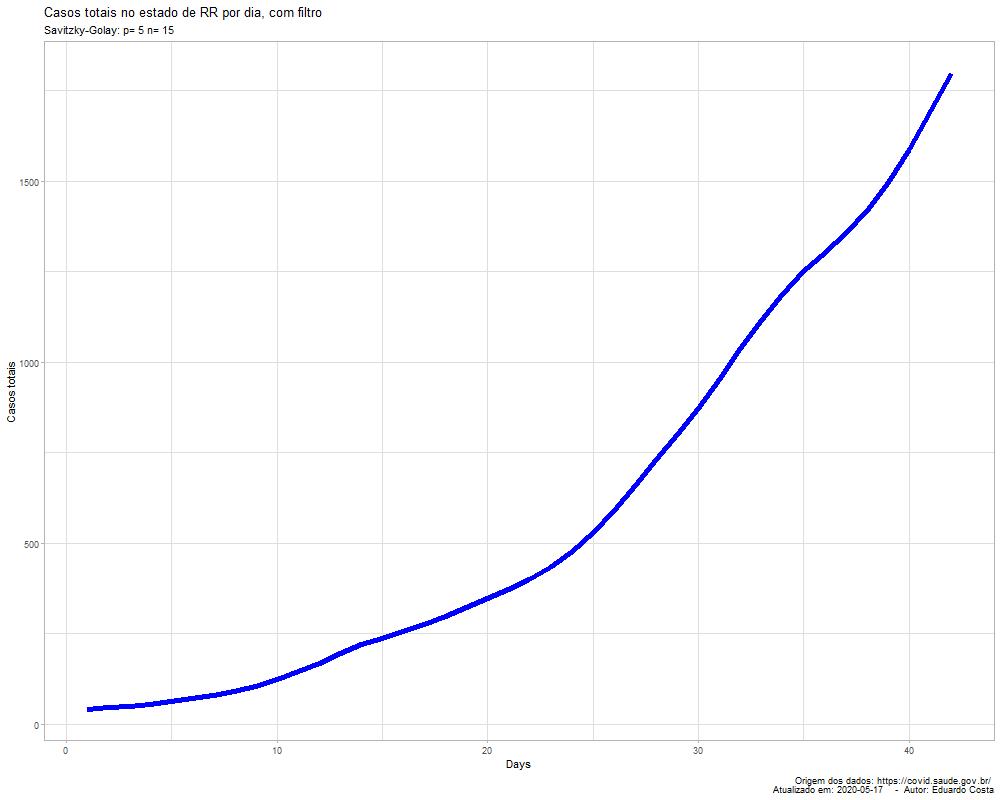 Casos totais no estado de RR por dia, com filtro
Savitzky-Golay: p= 5 n= 15
Casos totais
1500
1000
500
0
0 10 20 30 40
Days
Origem dos dados: https://covid.saude.gov.br/
Atualizado em: 2020-05-17 - Autor: Eduardo Costa